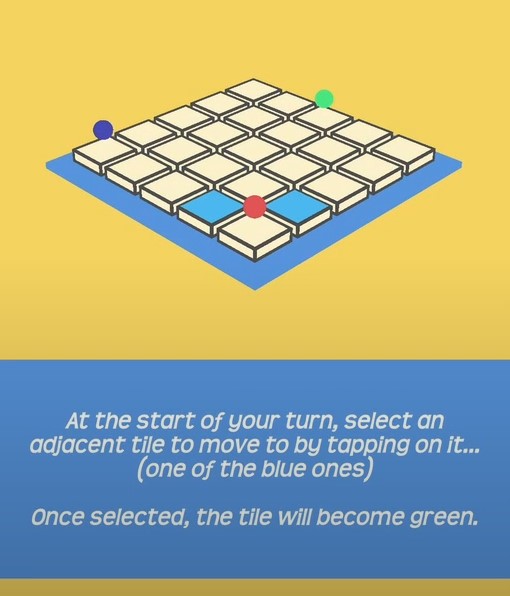 At the start of your turn, select an
adjacent tile to move to by tapping on it...
(one of the blue ones)
Once selected, the tile will become green.